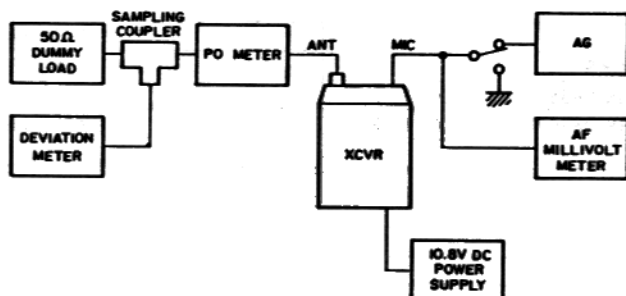 SAMPLING
COUPLER
50Ω
DUMMY
LOAD
PO METER
ANT
MIC
AG
DEVIATION
METER
XCVR
AF
MILLIVOLT
METER
10.8V DC
POWER
SUPPLY